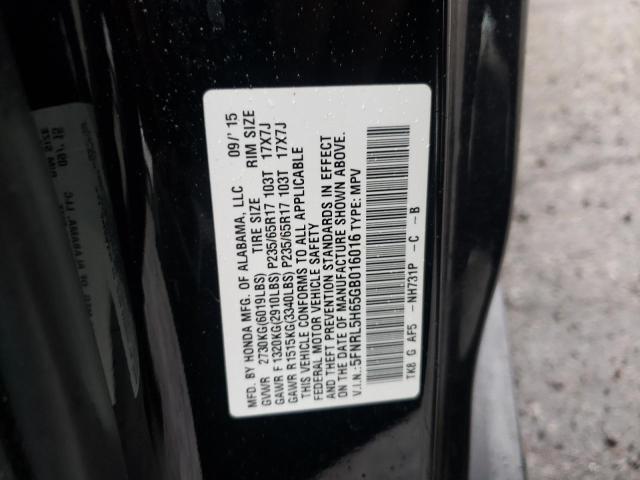 MFD. BY HONDA MFG. OF ALABAMA, LLC 09/' 15
TIRE SIZE RIM SIZE
GVWR 2730KG(6019LBS)
GAWR F 1320KG(2910LBS) P235/65R17 103T 17X7J
GAWR R1515KG(3340LBS) P235/65R17 103T 17X7J
THIS VEHICLE CONFORMS TO ALL APPLICABLE
FEDERAL MOTOR VEHICLE SAFETY
AND THEFT PREVENTION STANDARDS IN EFFECT
ON THE DATE OF MANUFACTURE SHOWN ABOVE.
V.I.N.:5FNRL5H65GB016016 TYPE: MPV
TK8 G AF5 -NH731P -C -B